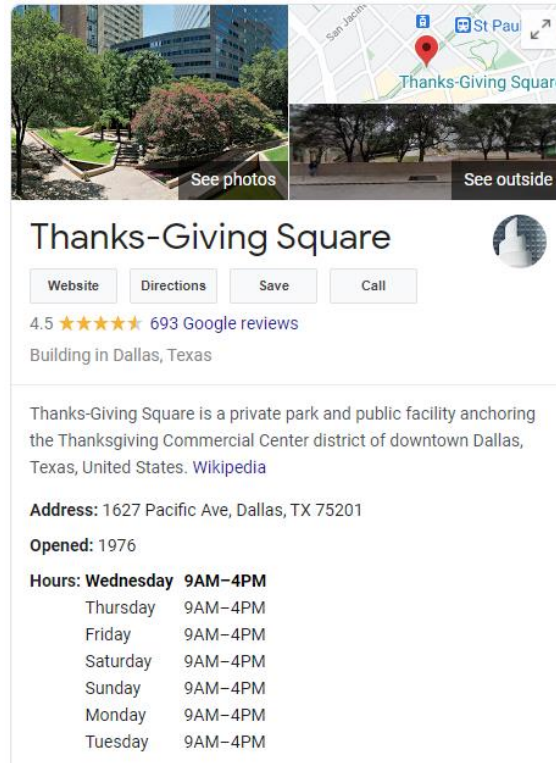 San Jacin
St Paul
Thanks-Giving Square
See photos
See outside
Thanks-Giving Square
Website Directions Save Call
4.5 693 Google reviews
Building in Dallas, Texas
Thanks-Giving Square is a private park and public facility anchoring
the Thanksgiving Commercial Center district of downtown Dallas,
Texas, United States. Wikipedia
Address: 1627 Pacific Ave, Dallas, TX 75201
Opened: 1976
Hours: Wednesday 9AM–4PM
Thursday 9AM–4PM
Friday 9AM–4PM
Saturday 9AM–4PM
Sunday 9AM–4PM
Monday 9AM–4PM
Tuesday 9AM–4PM